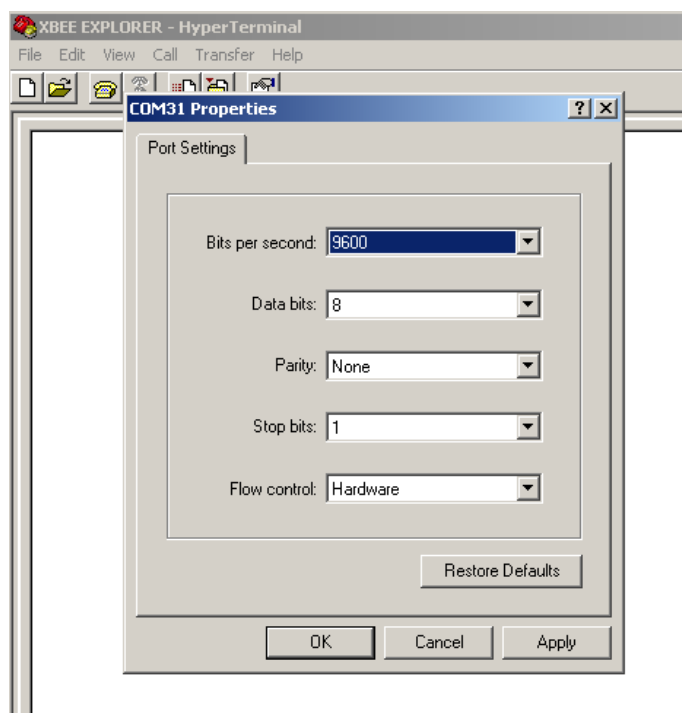 XBEE EXPLORER - HyperTerminal
File Edit View Call Transfer Help
COM31 Properties
Port Settings
Bits per second: 9600
Data bits: 8
Parity: None
Stop bits: 1
Flow control: Hardware
Restore Defaults
OK Cancel Apply